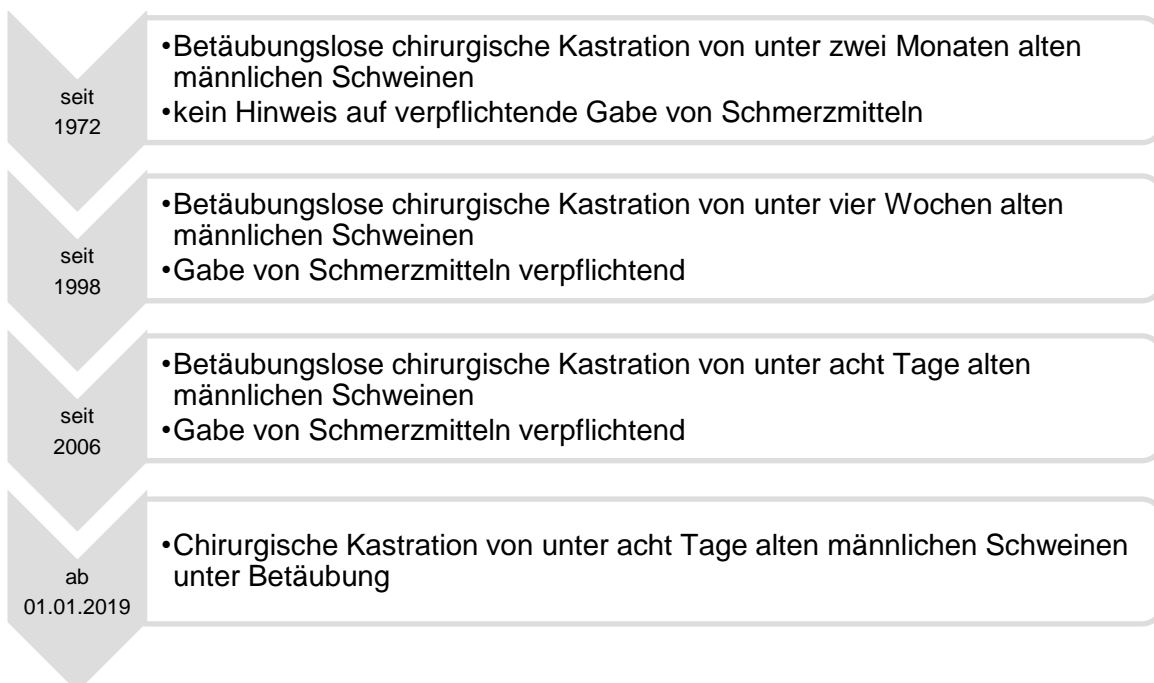 seit
1972
•Betäubungslose chirurgische Kastration von unter zwei Monaten alten
männlichen Schweinen
•kein Hinweis auf verpflichtende Gabe von Schmerzmitteln
seit
1998
•Betäubungslose chirurgische Kastration von unter vier Wochen alten
männlichen Schweinen
•Gabe von Schmerzmitteln verpflichtend
seit
2006
•Betäubungslose chirurgische Kastration von unter acht Tage alten
männlichen Schweinen
•Gabe von Schmerzmitteln verpflichtend
ab
01.01.2019
•Chirurgische Kastration von unter acht Tage alten männlichen Schweinen
unter Betäubung